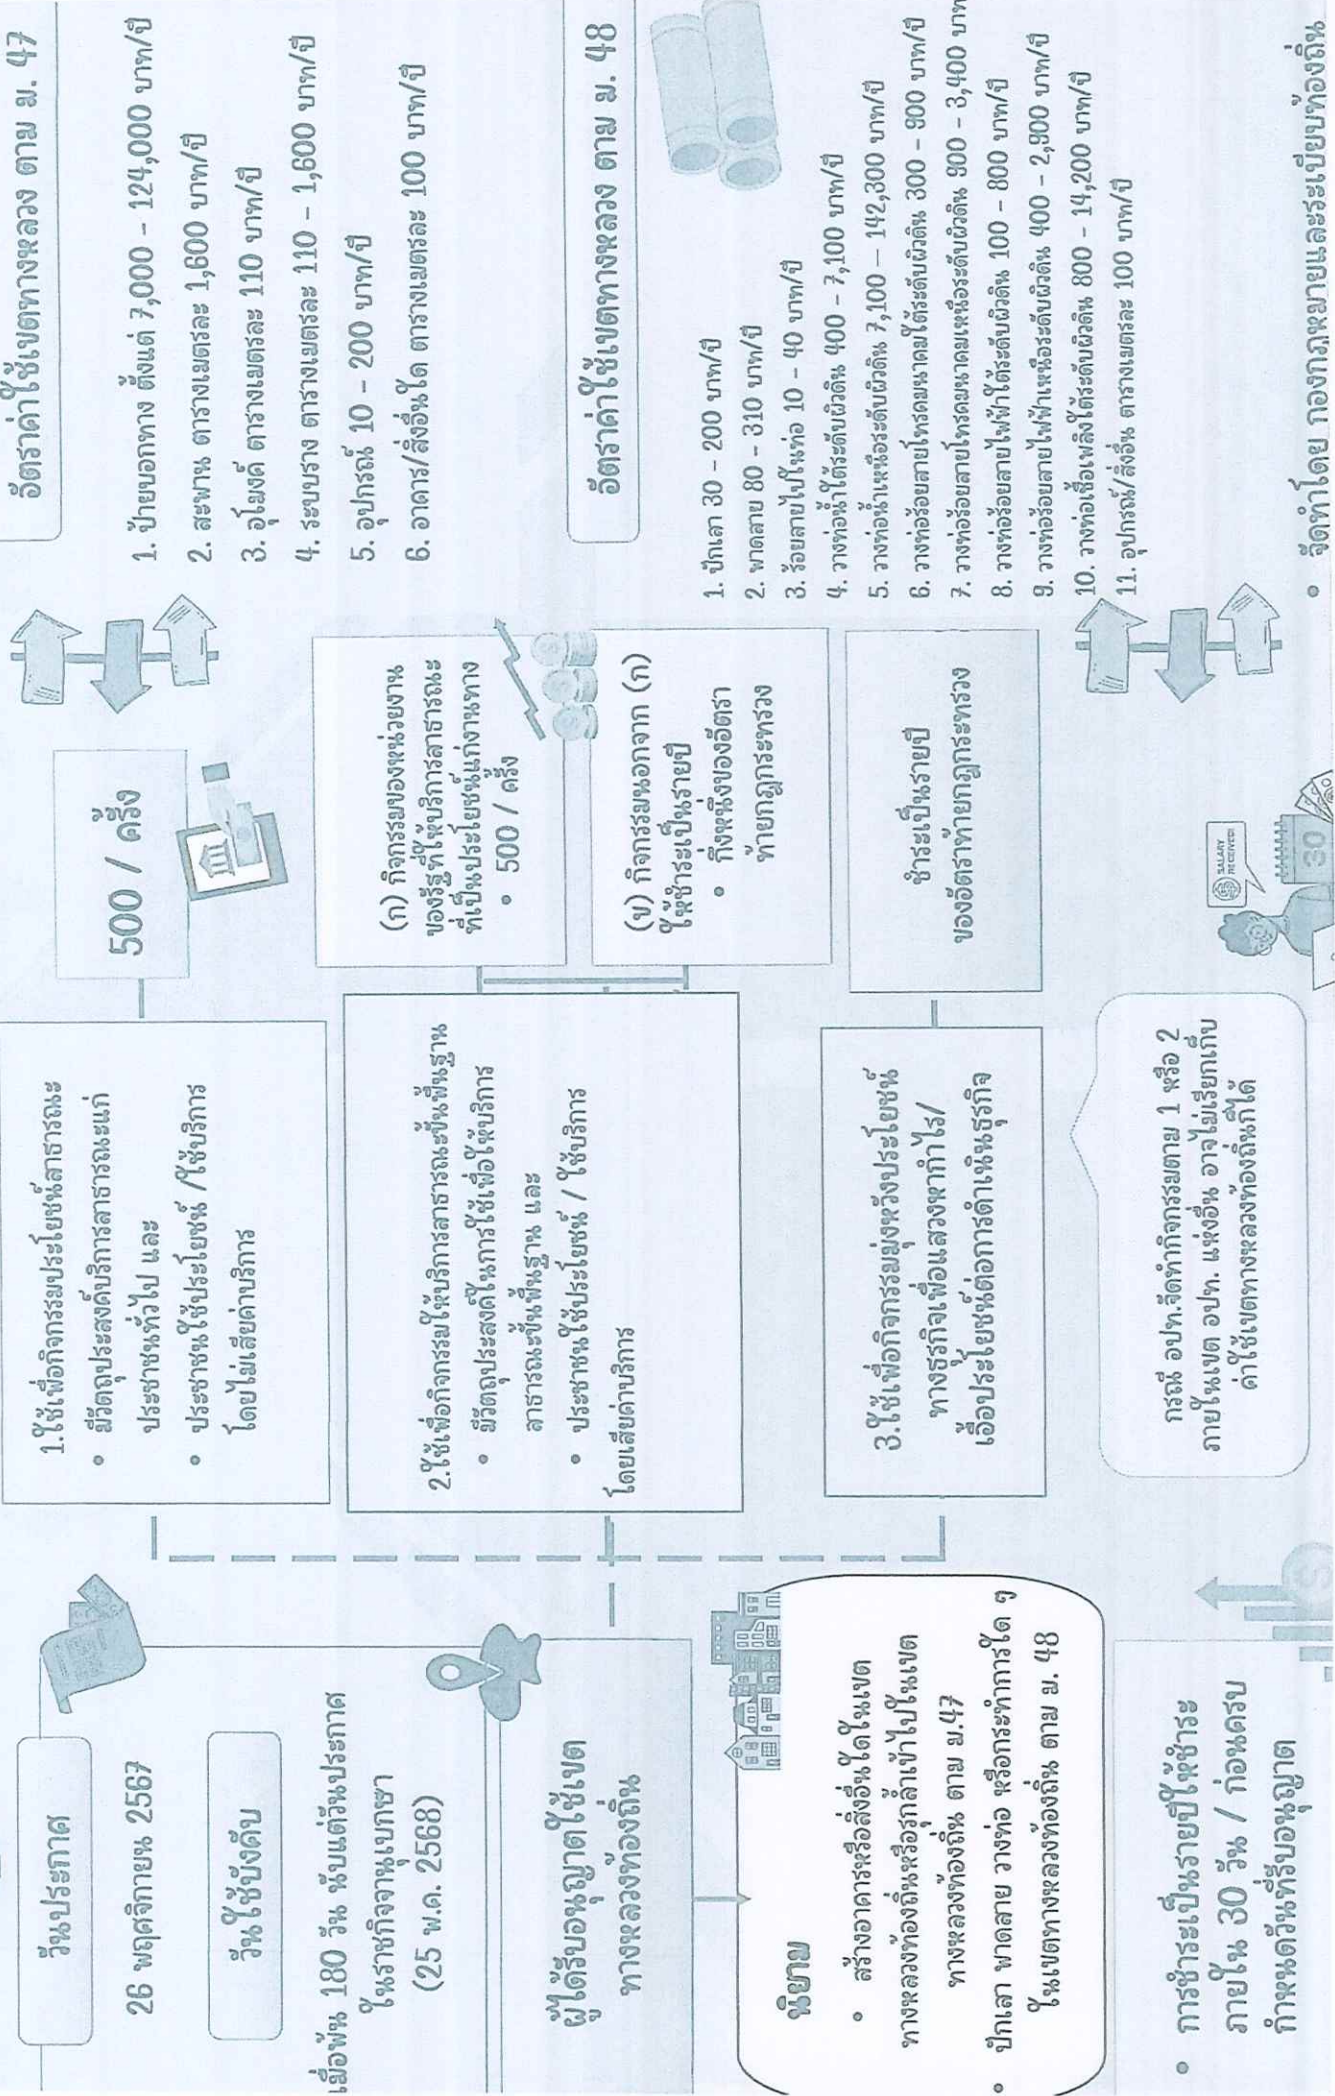 วันประกาศ
26 พฤศจิกายน 2567
วันใช้บังคับ
เมื่อพ้น 180 วัน นับแต่วันประกาศ
ในราชกิจจานุเบกษา
(25 พ.ค. 2568)
ผู้ได้รับอนุญาตใช้เขต
ทางหลวงท้องถิ่น
นิยาม
• สร้างอาคารหรือสิ่งอื่นใดในเขต
ทางหลวงท้องถิ่นหรือรุกล้ำเข้าไปในเขต
ทางหลวงท้องถิ่น ตาม ม.47
• ปักเสา พาดสาย วางท่อ หรือกระทำการใด ๆ
ในเขตทางหลวงท้องถิ่น ตาม ม. 48
• การชำระเป็นรายปีให้ชำระ
ภายใน 30 วัน / ก่อนครบ
กำหนดวันที่รับอนุญาต
1.ใช้เพื่อกิจกรรมประโยชน์สาธารณะ
• มีวัตถุประสงค์บริการสาธารณะแก่
ประชาชนทั่วไป และ
• ประชาชนใช้ประโยชน์ /ใช้บริการ
โดยไม่เสียค่าบริการ
500 / ครั้ง
2.ใช้เพื่อกิจกรรมให้บริการสาธารณะขั้นพื้นฐาน
• มีวัตถุประสงค์ในการใช้เพื่อให้บริการ
สาธารณะขั้นพื้นฐาน และ
• ประชาชนใช้ประโยชน์ / ใช้บริการ
โดยเสียค่าบริการ
(ก) กิจกรรมของหน่วยงาน
ของรัฐที่ให้บริการสาธารณะ
ที่เป็นประโยชน์แก่งานทาง
• 500 / ครั้ง
(ข) กิจกรรมนอกจาก (ก)
ให้ชำระเป็นรายปี
• กึ่งหนึ่งของอัตรา
ท้ายกฎกระทรวง
3.ใช้เพื่อกิจกรรมมุ่งหวังประโยชน์
ทางธุรกิจเพื่อแสวงหากำไร/
เอื้อประโยชน์ต่อการดำเนินธุรกิจ
ชำระเป็นรายปี
ของอัตราท้ายกฎกระทรวง
กรณี อปท.จัดทำกิจกรรมตาม 1 หรือ 2
ภายในเขต อปท. แห่งอื่น อาจไม่เรียกเก็บ
ค่าใช้เขตทางหลวงท้องถิ่นก็ได้
SALARY
RECEIVED!
30
อัตราค่าใช้เขตทางหลวง ตาม ม. 47
1. ป้ายบอกทาง ตั้งแต่ 7,000 - 124,000 บาท/ปี
2. สะพาน ตารางเมตรละ 1,600 บาท/ปี
3. อุโมงค์ ตารางเมตรละ 110 บาท/ปี
4. ระบบราง ตารางเมตรละ 110 - 1,600 บาท/ปี
5. อุปกรณ์ 10 - 200 บาท/ปี
6. อาคาร/สิ่งอื่นใด ตารางเมตรละ 100 บาท/ปี
อัตราค่าใช้เขตทางหลวง ตาม ม. 48
1. ปักเสา 30 - 200 บาท/ปี
2. พาดสาย 80 - 310 บาท/ปี
3. ร้อยสายไปในท่อ 10 - 40 บาท/ปี
4. วางท่อน้ำใต้ระดับผิวดิน 400 - 7,100 บาท/ปี
5. วางท่อน้ำเหนือระดับผิวดิน 7,100 - 142,300 บาท/ปี
6. วางท่อร้อยสายโทรคมนาคมใต้ระดับผิวดิน 300 - 900 บาท/ปี
7. วางท่อร้อยสายโทรคมนาคมเหนือระดับผิวดิน 900 - 3,400 บาท
8. วางท่อร้อยสายไฟฟ้าใต้ระดับผิวดิน 100 - 800 บาท/ปี
9. วางท่อร้อยสายไฟฟ้าเหนือระดับผิวดิน 400 - 2,900 บาท/ปี
10. วางท่อเชื้อเพลิงใต้ระดับผิวดิน 800 - 14,200 บาท/ปี
11. อุปกรณ์/สิ่งอื่น ตารางเมตรละ 100 บาท/ปี
• จัดทำโดย กองกฎหมายและระเบียบท้องถิ่น